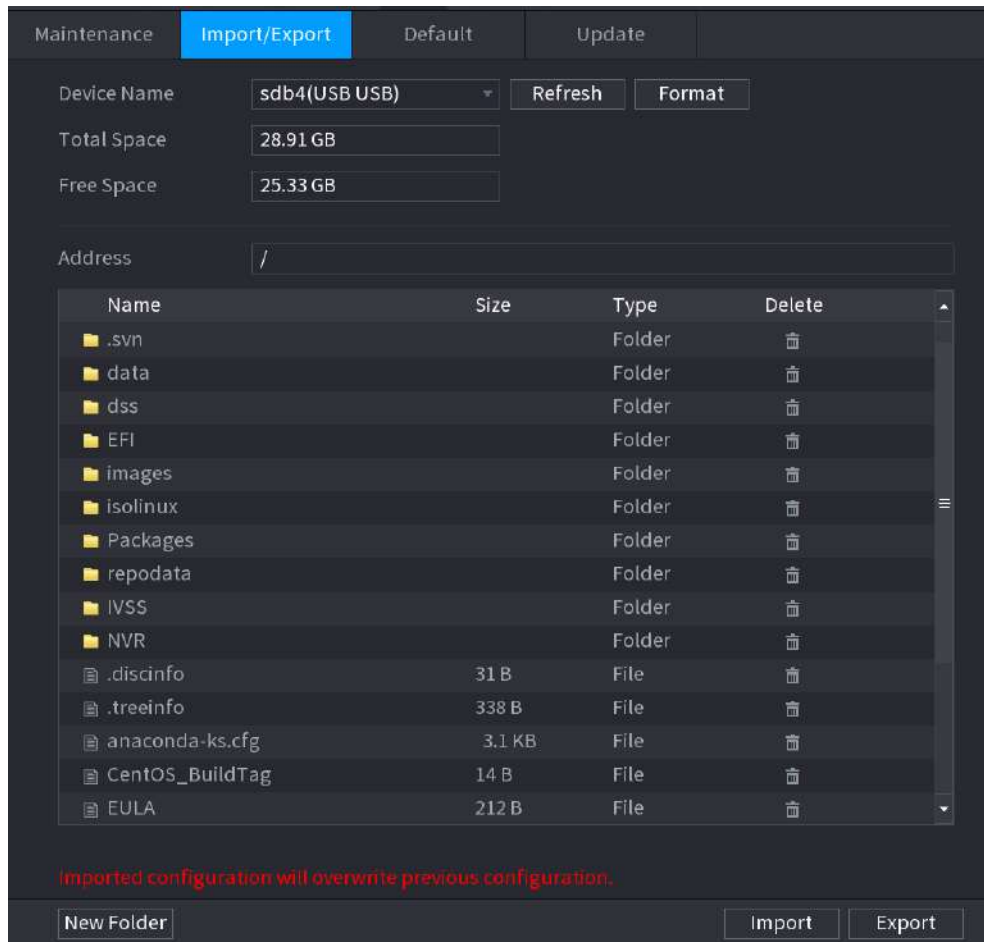 Maintenance Import/Export Default Update
Device Name sdb4(USB USB) Refresh Format
Total Space 28.91 GB
Free Space 25.33 GB
Address /
Name Size Type Delete
.svn Folder
data Folder
dss Folder
EFI Folder
images Folder
isolinux Folder
Packages Folder
repodata Folder
IVSS Folder
NVR Folder
.discinfo 31 B File
.treeinfo 338 B File
anaconda-ks.cfg 3.1 KB File
CentOS_BuildTag 14 B File
EULA 212 B File
Imported configuration will overwrite previous configuration.
New Folder Import Export